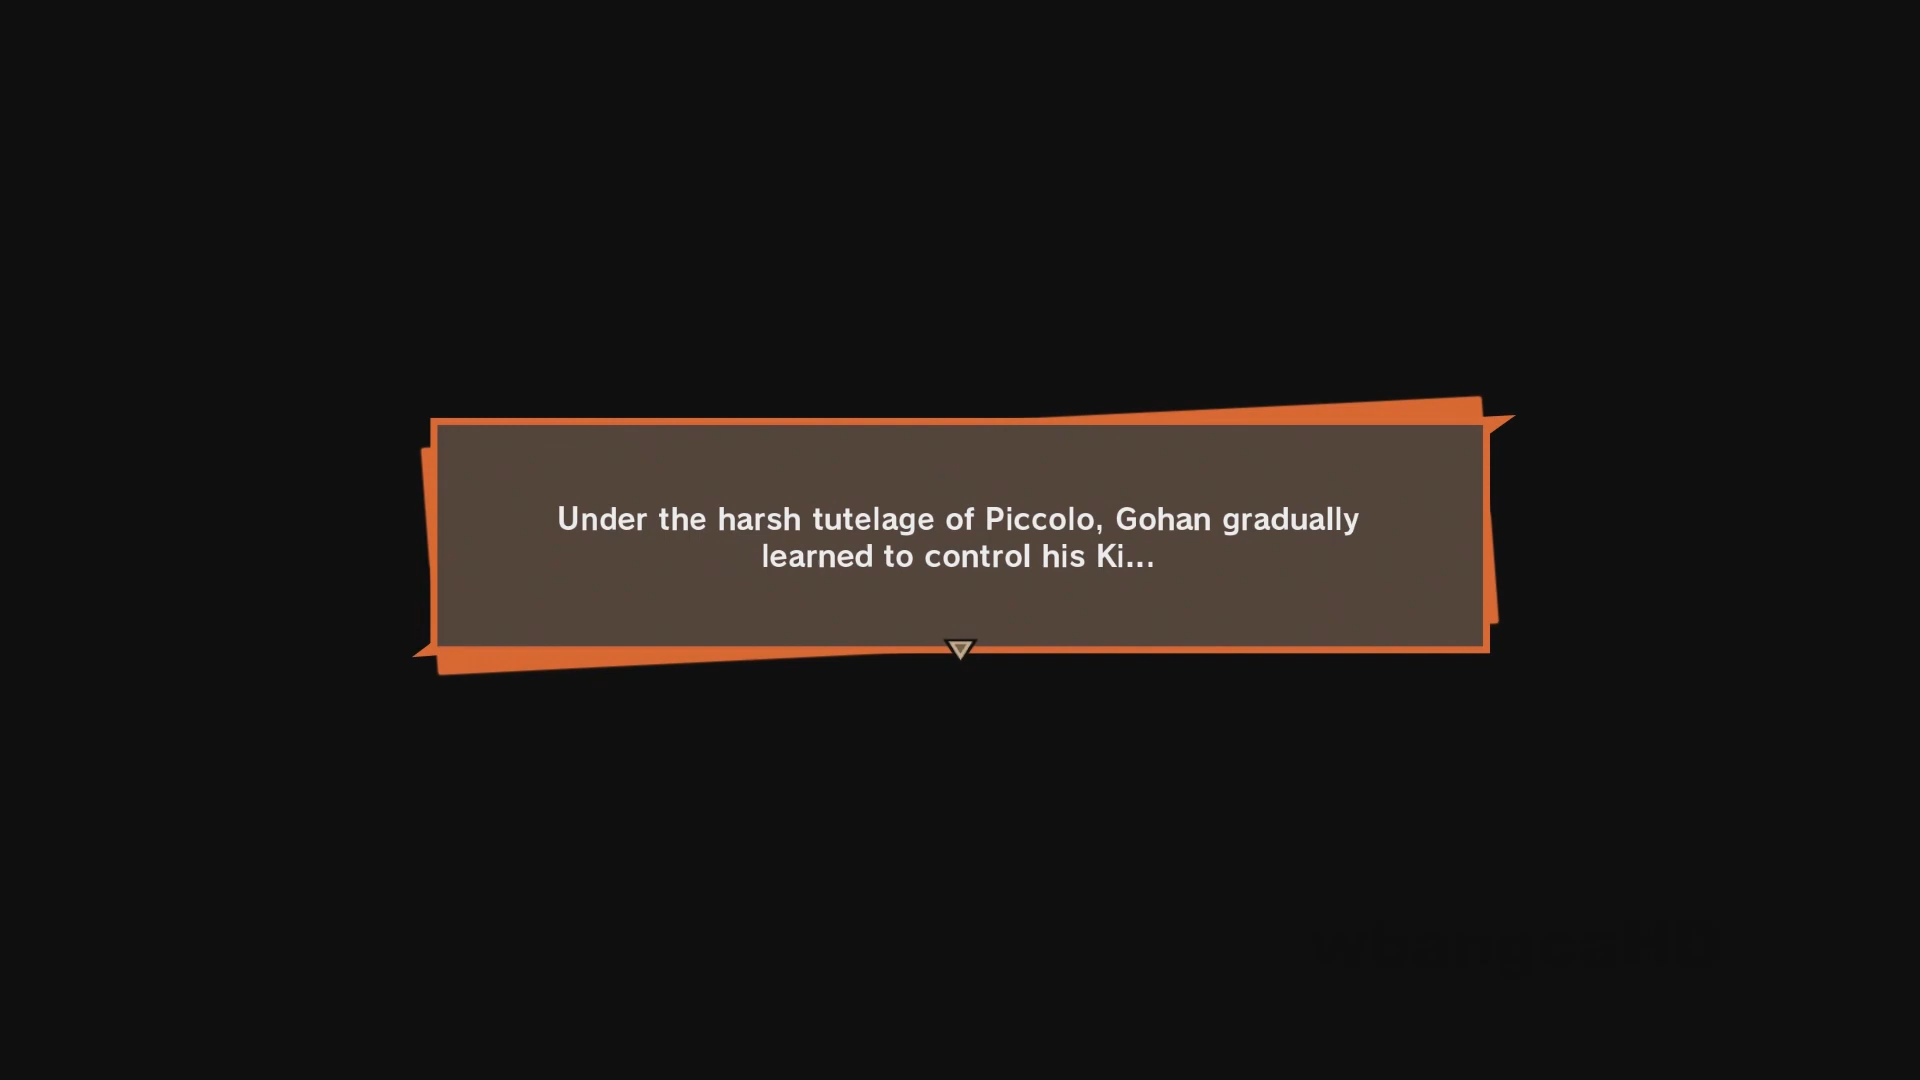 Under the harsh tutelage of Piccolo, Gohan gradually
learned to control his Ki...